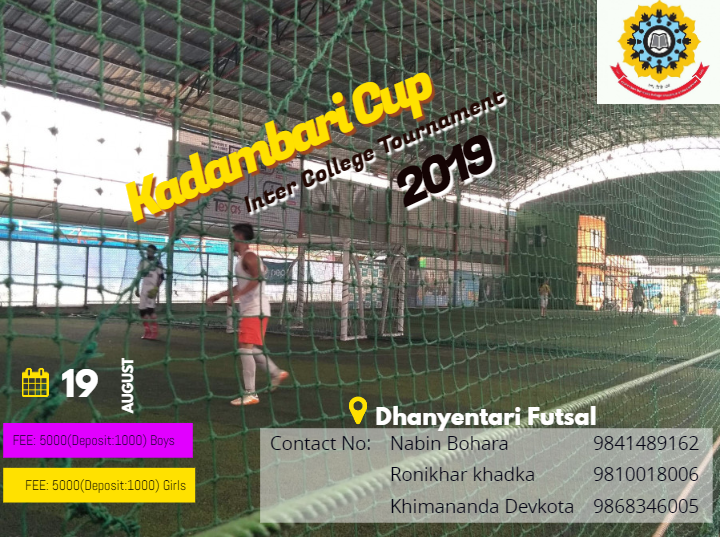 Kadambari Cup
Inter College Tournament
2019
Texas
19
AUGUST
FEE: 5000(Deposit:1000) Boys
FEE: 5000(Deposit:1000) Girls
Dhanyentari Futsal
Contact No: Nabin Bohara 9841489162
Ronikhar khadka 9810018006
Khimananda Devkota 9868346005